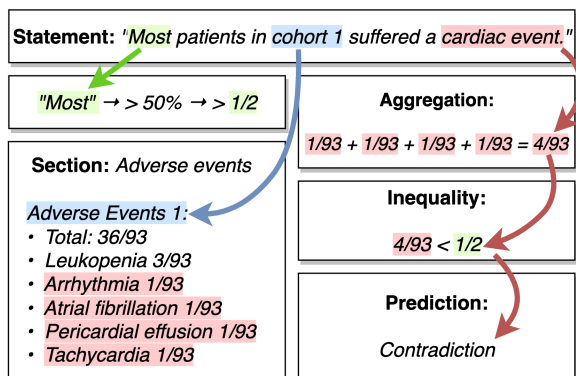 Statement: "Most patients in cohort 1 suffered a cardiac event."
"Most" → > 50% → > 1/2
Section: Adverse events
Adverse Events 1:
• Total: 36/93
• Leukopenia 3/93
• Arrhythmia 1/93
• Atrial fibrillation 1/93
• Pericardial effusion 1/93
• Tachycardia 1/93
Aggregation:
1/93 + 1/93 + 1/93 + 1/93 = 4/93
Inequality:
4/93 < 1/2
Prediction:
Contradiction